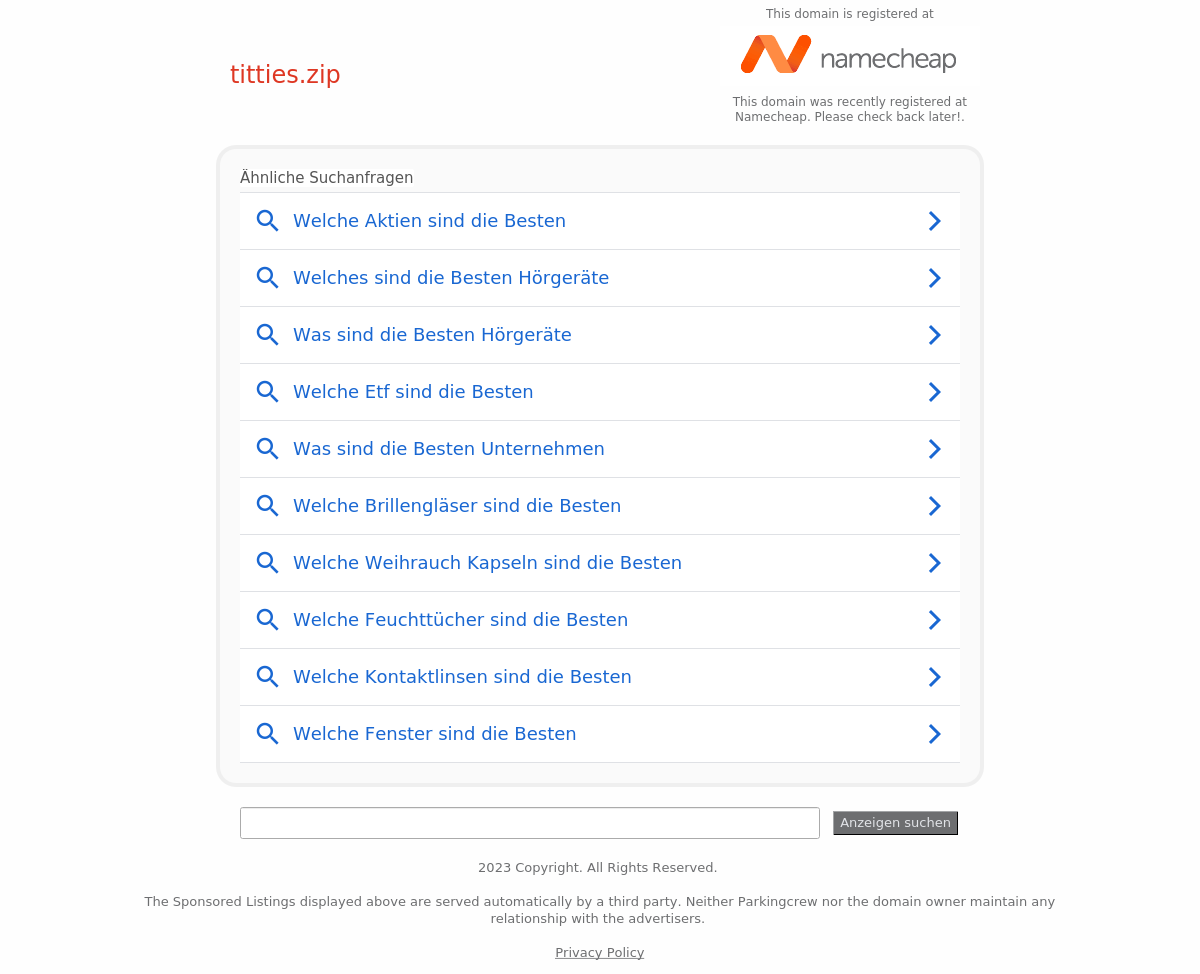 This domain is registered at
namecheap
titties.zip
This domain was recently registered at
Namecheap. Please check back later!.
Ähnliche Suchanfragen
Welche Aktien sind die Besten
Welches sind die Besten Hörgeräte
Was sind die Besten Hörgeräte
Welche Etf sind die Besten
Was sind die Besten Unternehmen
Welche Brillengläser sind die Besten
Welche Weihrauch Kapseln sind die Besten
Welche Feuchttücher sind die Besten
Welche Kontaktlinsen sind die Besten
Welche Fenster sind die Besten
Anzeigen suchen
2023 Copyright. All Rights Reserved.
The Sponsored Listings displayed above are served automatically by a third party. Neither Parkingcrew nor the domain owner maintain any
relationship with the advertisers.
Privacy Policy